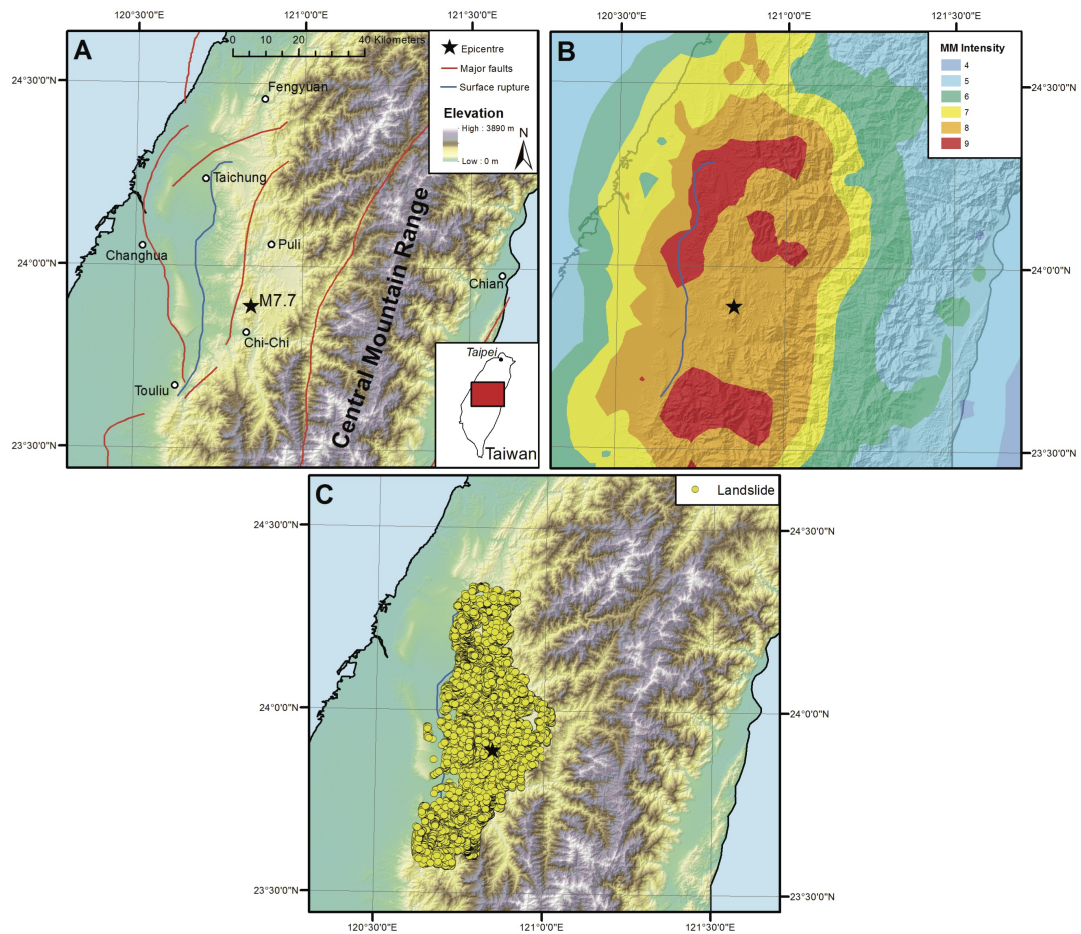 120°30'0"E 121°0'0"E 121°30'0"E
120°30'0"E 121°0'0"E 121°30'0"E
A
0 10 20 40 Kilometers
Epicentre
Major faults
Surface rupture
Elevation
High : 3890 m
Low : 0 m
N
24°30'0"N
24°0'0"N
23°30'0"N
Fengyuan
Taichung
Changhua
Puli
M7.7
Chi-Chi
Touliu
Chian
Central Mountain Range
Taipei
Taiwan
B
MM Intensity
4
5
6
7
8
9
24°30'0"N
24°0'0"N
23°30'0"N
C
Landslide
24°30'0"N
24°0'0"N
23°30'0"N
24°30'0"N
24°0'0"N
23°30'0"N
120°30'0"E 121°0'0"E 121°30'0"E